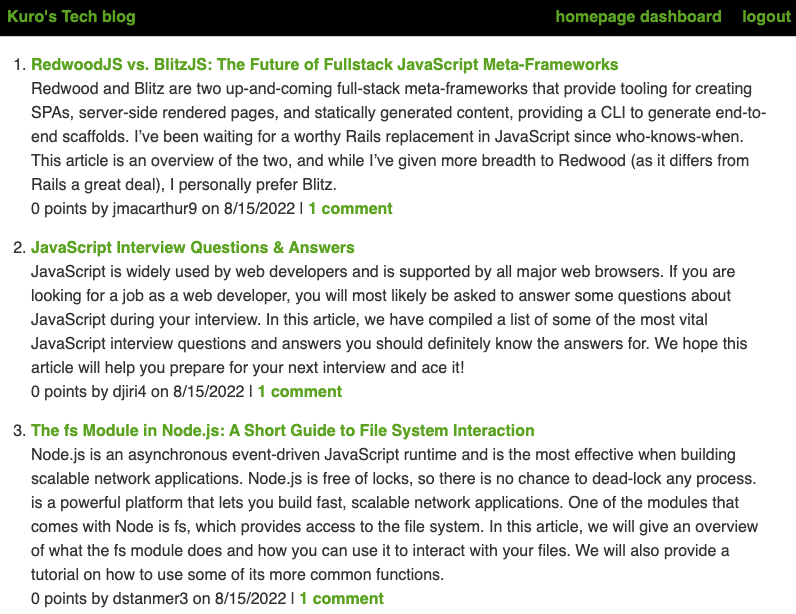 Kuro's Tech blog
homepage dashboard logout
1. RedwoodJS vs. BlitzJS: The Future of Fullstack JavaScript Meta-Frameworks
Redwood and Blitz are two up-and-coming full-stack meta-frameworks that provide tooling for creating
SPAs, server-side rendered pages, and statically generated content, providing a CLI to generate end-to-
end scaffolds. I’ve been waiting for a worthy Rails replacement in JavaScript since who-knows-when.
This article is an overview of the two, and while I’ve given more breadth to Redwood (as it differs from
Rails a great deal), I personally prefer Blitz.
0 points by jmacarthur9 on 8/15/2022 | 1 comment
2. JavaScript Interview Questions & Answers
JavaScript is widely used by web developers and is supported by all major web browsers. If you are
looking for a job as a web developer, you will most likely be asked to answer some questions about
JavaScript during your interview. In this article, we have compiled a list of some of the most vital
JavaScript interview questions and answers you should definitely know the answers for. We hope this
article will help you prepare for your next interview and ace it!
0 points by djiri4 on 8/15/2022 | 1 comment
3. The fs Module in Node.js: A Short Guide to File System Interaction
Node.js is an asynchronous event-driven JavaScript runtime and is the most effective when building
scalable network applications. Node.js is free of locks, so there is no chance to dead-lock any process.
is a powerful platform that lets you build fast, scalable network applications. One of the modules that
comes with Node is fs, which provides access to the file system. In this article, we will give an overview
of what the fs module does and how you can use it to interact with your files. We will also provide a
tutorial on how to use some of its more common functions.
0 points by dstanmer3 on 8/15/2022 | 1 comment